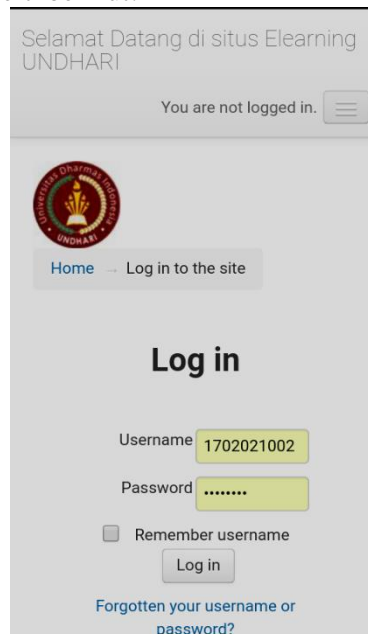 Selamat Datang di situs Elearning
UNDHARI
You are not logged in.
Universitas Dharmas Indonesia
UNDHARI
Home → Log in to the site
Log in
Username 1702021002
Password ••••••••
Remember username
Log in
Forgotten your username or
password?